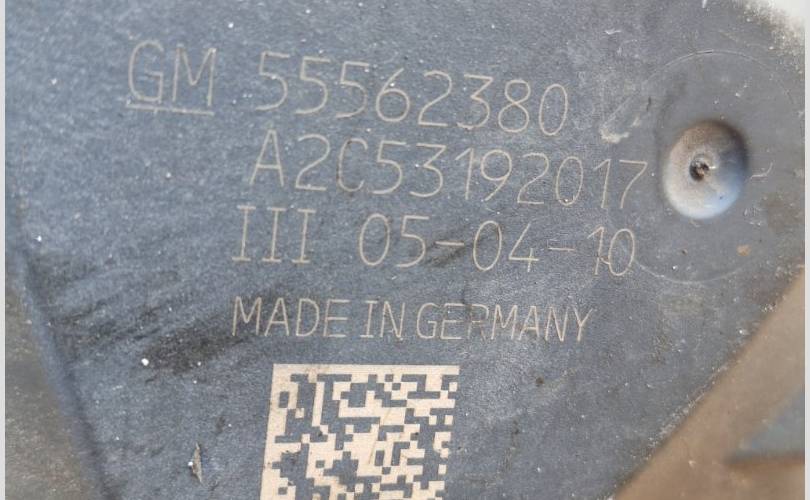 GM 55562380
A2C53192017
III 05-04-10
MADE IN GERMANY